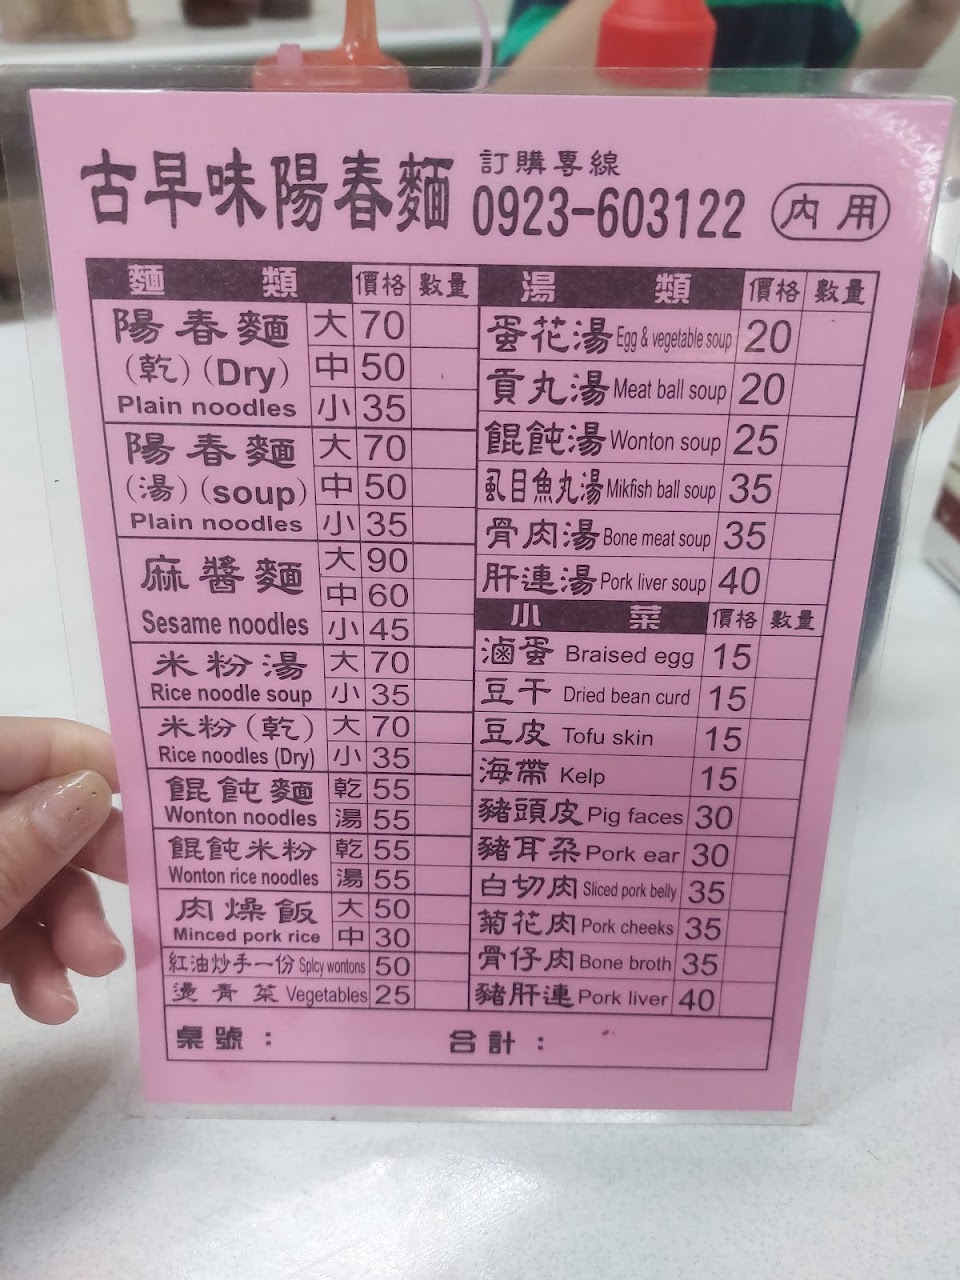 古早味陽春麵 訂購專線 0923-603122 內用
麵類 價格 數量
陽春麵 大 70
(乾)(Dry) 中 50
Plain noodles 小 35
陽春麵 大 70
(湯)(soup) 中 50
Plain noodles 小 35
麻醬麵 大 90
中 60
Sesame noodles 小 45
米粉湯 大 70
Rice noodle soup 小 35
米粉(乾) 大 70
Rice noodles (Dry) 小 35
餛飩麵 乾 55
Wonton noodles 湯 55
餛飩米粉 乾 55
Wonton rice noodles 湯 55
肉燥飯 大 50
Minced pork rice 中 30
紅油炒手一份 Spicy wontons 50
燙青菜 Vegetables 25
湯類 價格 數量
蛋花湯 Egg & vegetable soup 20
貢丸湯 Meat ball soup 20
餛飩湯 Wonton soup 25
虱目魚丸湯 Mikfish ball soup 35
骨肉湯 Bone meat soup 35
肝連湯 Pork liver soup 40
小菜 價格 數量
滷蛋 Braised egg 15
豆干 Dried bean curd 15
豆皮 Tofu skin 15
海帶 Kelp 15
豬頭皮 Pig faces 30
豬耳朵 Pork ear 30
白切肉 Sliced pork belly 35
菊花肉 Pork cheeks 35
骨仔肉 Bone broth 35
豬肝連 Pork liver 40
桌號： 合計：